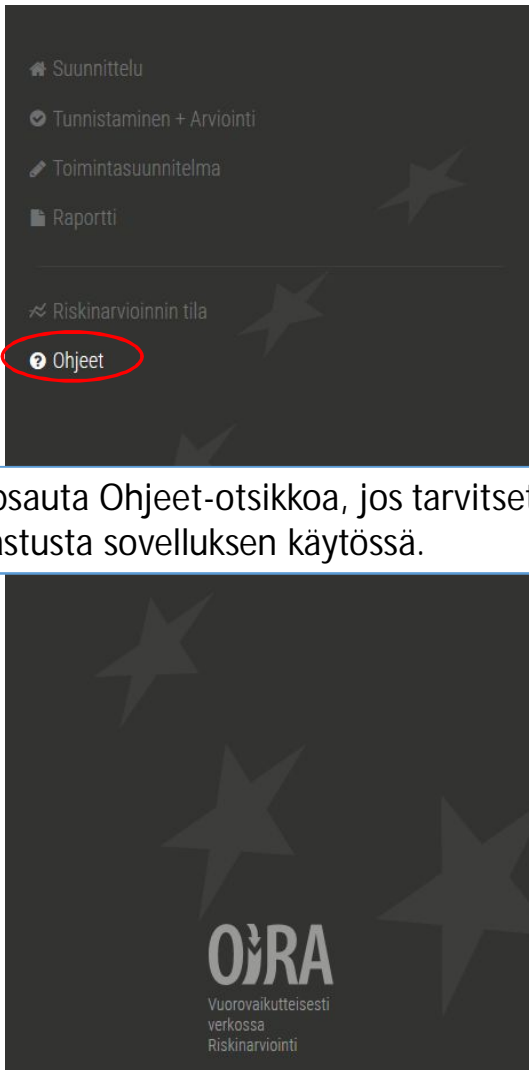 Suunnittelu
Tunnistaminen + Arviointi
Toimintasuunnitelma
Raportti
Riskinarvioinnin tila
Ohjeet
osauta Ohjeet-otsikkoa, jos tarvitset
astusta sovelluksen käytössä.
OiRA
Vuorovaikutteisesti
verkossa
Riskinarviointi